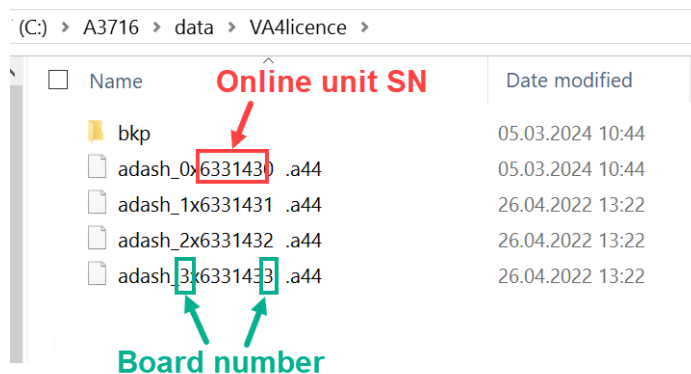 (C:) > A3716 > data > VA4licence >
Name Date modified
Online unit SN
bkp 05.03.2024 10:44
adash_0x6331430 .a44 05.03.2024 10:44
adash_1x6331431 .a44 26.04.2022 13:22
adash_2x6331432 .a44 26.04.2022 13:22
adash_3x6331433 .a44 26.04.2022 13:22
Board number